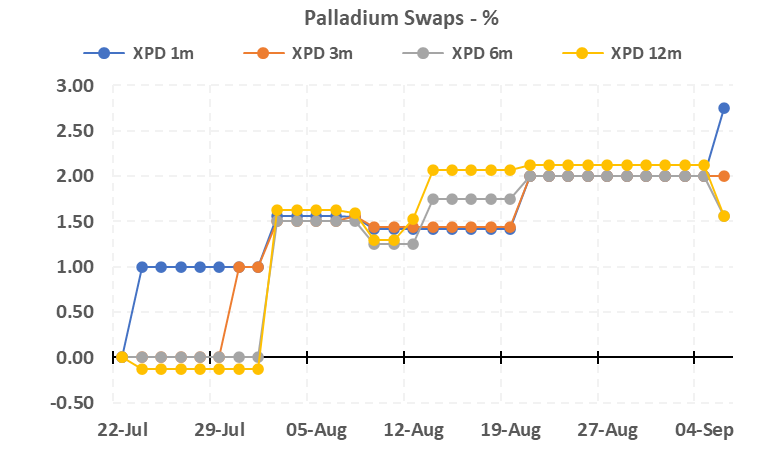 Palladium Swaps - %
XPD 1m XPD 3m XPD 6m XPD 12m
3.00
2.50
2.00
1.50
1.00
0.50
0.00
-0.50
22-Jul 29-Jul 05-Aug 12-Aug 19-Aug 27-Aug 04-Sep